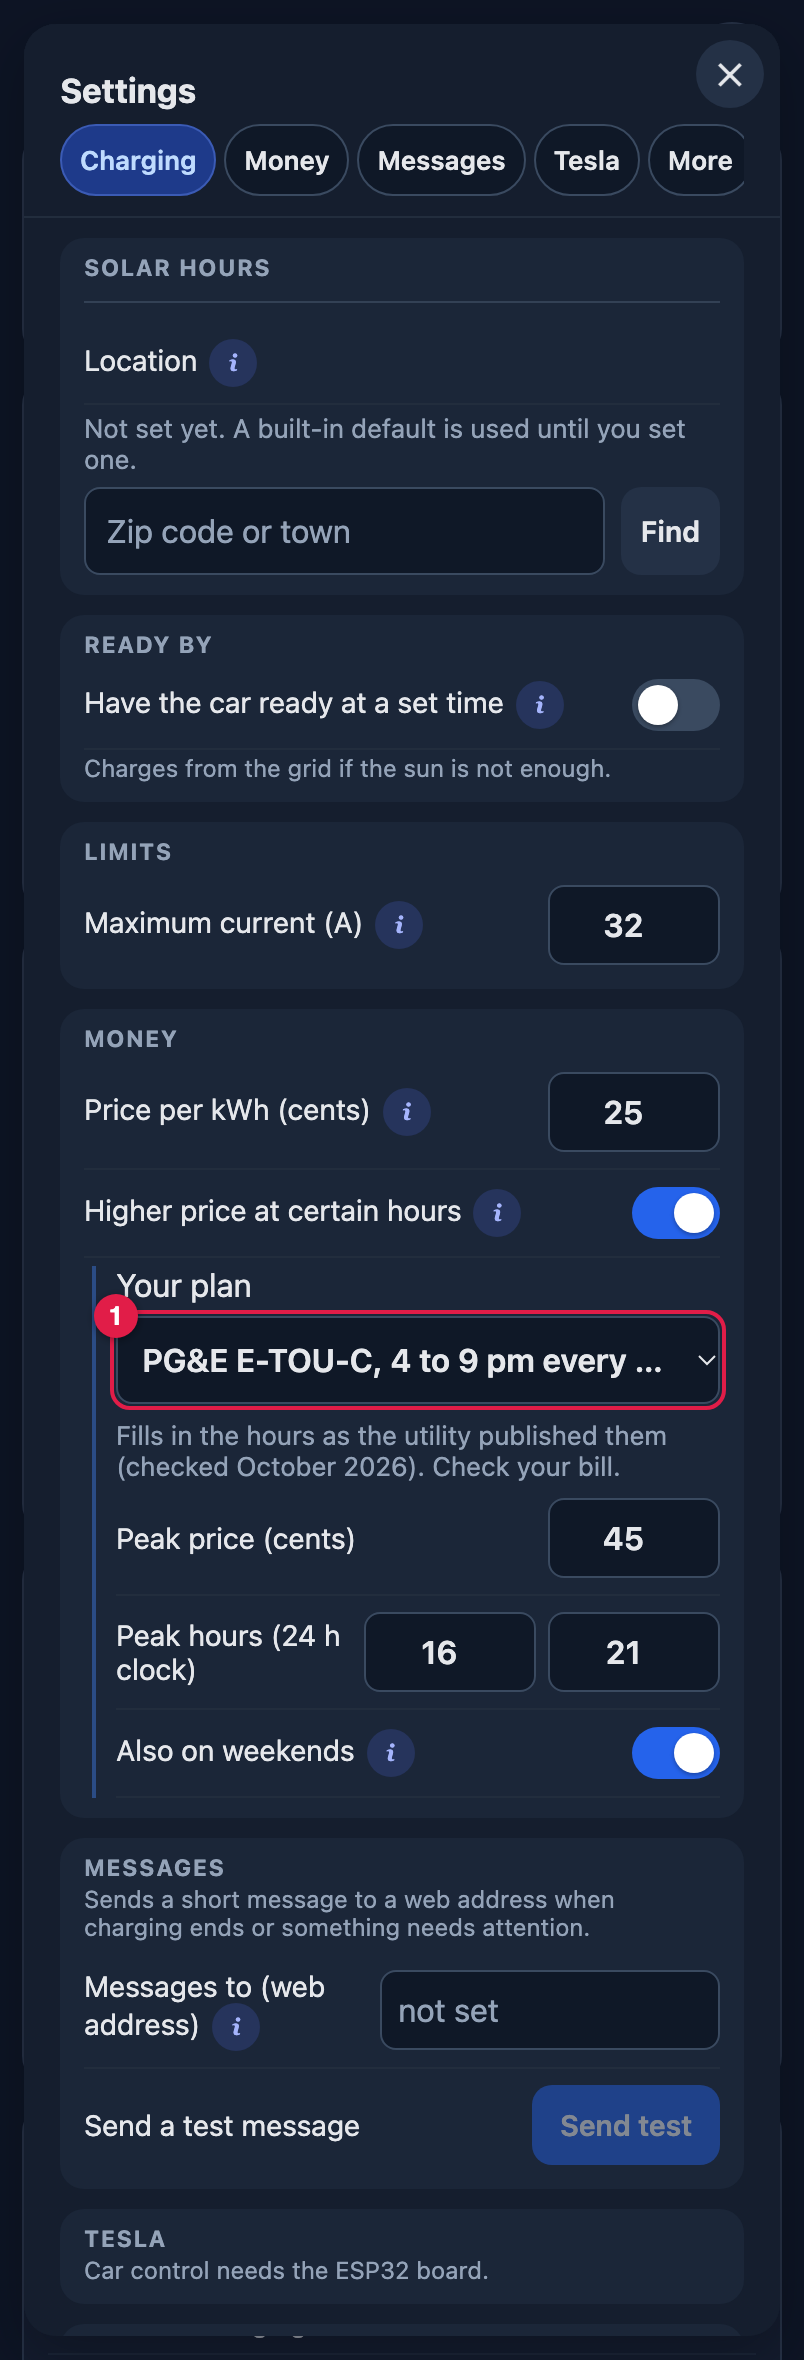 Settings
Charging Money Messages Tesla More
SOLAR HOURS
Location i
Not set yet. A built-in default is used until you set
one.
Zip code or town Find
READY BY
Have the car ready at a set time i
Charges from the grid if the sun is not enough.
LIMITS
Maximum current (A) i 32
MONEY
Price per kWh (cents) i 25
Higher price at certain hours i
Your plan
1
PG&E E-TOU-C, 4 to 9 pm every ...
Fills in the hours as the utility published them
(checked October 2026). Check your bill.
Peak price (cents) 45
Peak hours (24 h
clock) 16 21
Also on weekends i
MESSAGES
Sends a short message to a web address when
charging ends or something needs attention.
Messages to (web
address) i not set
Send a test message Send test
TESLA
Car control needs the ESP32 board.